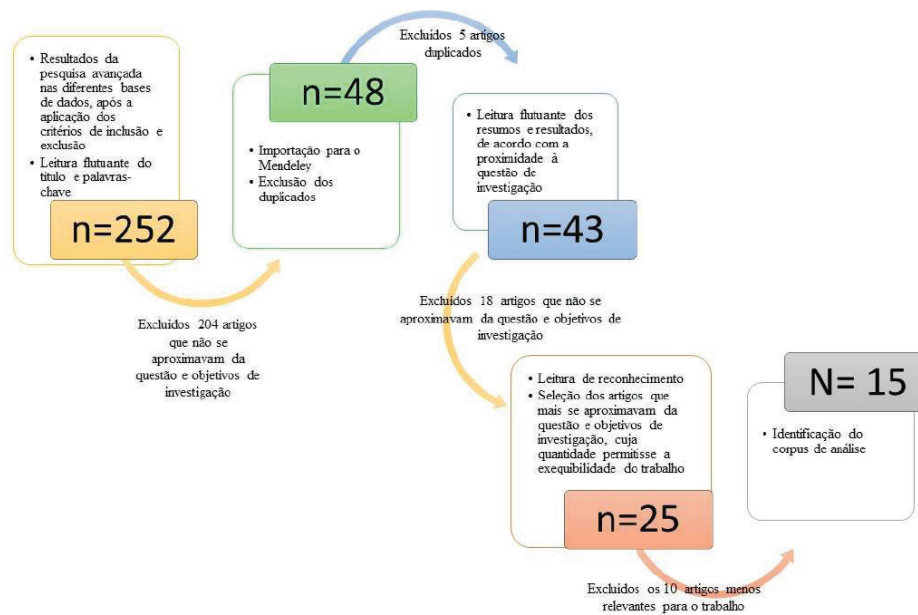 • Resultados da
pesquisa avançada
nas diferentes bases
de dados, após a
aplicação dos
critérios de inclusão e
exclusão
• Leitura flutuante do
título e palavras-
chave
n=252
Excluídos 204 artigos
que não se
aproximavam da
questão e objetivos de
investigação
n=48
• Importação para o
Mendeley
• Exclusão dos
duplicados
Excluídos 5 artigos
duplicados
• Leitura flutuante dos
resumos e resultados,
de acordo com a
proximidade à
questão de
investigação
n=43
Excluídos 18 artigos que não se
aproximavam da questão e objetivos de
investigação
• Leitura de reconhecimento
• Seleção dos artigos que
mais se aproximavam da
questão e objetivos de
investigação, cuja
quantidade permitisse a
exequibilidade do trabalho
n=25
Excluídos os 10 artigos menos
relevantes para o trabalho
N= 15
• Identificação do
corpus de análise